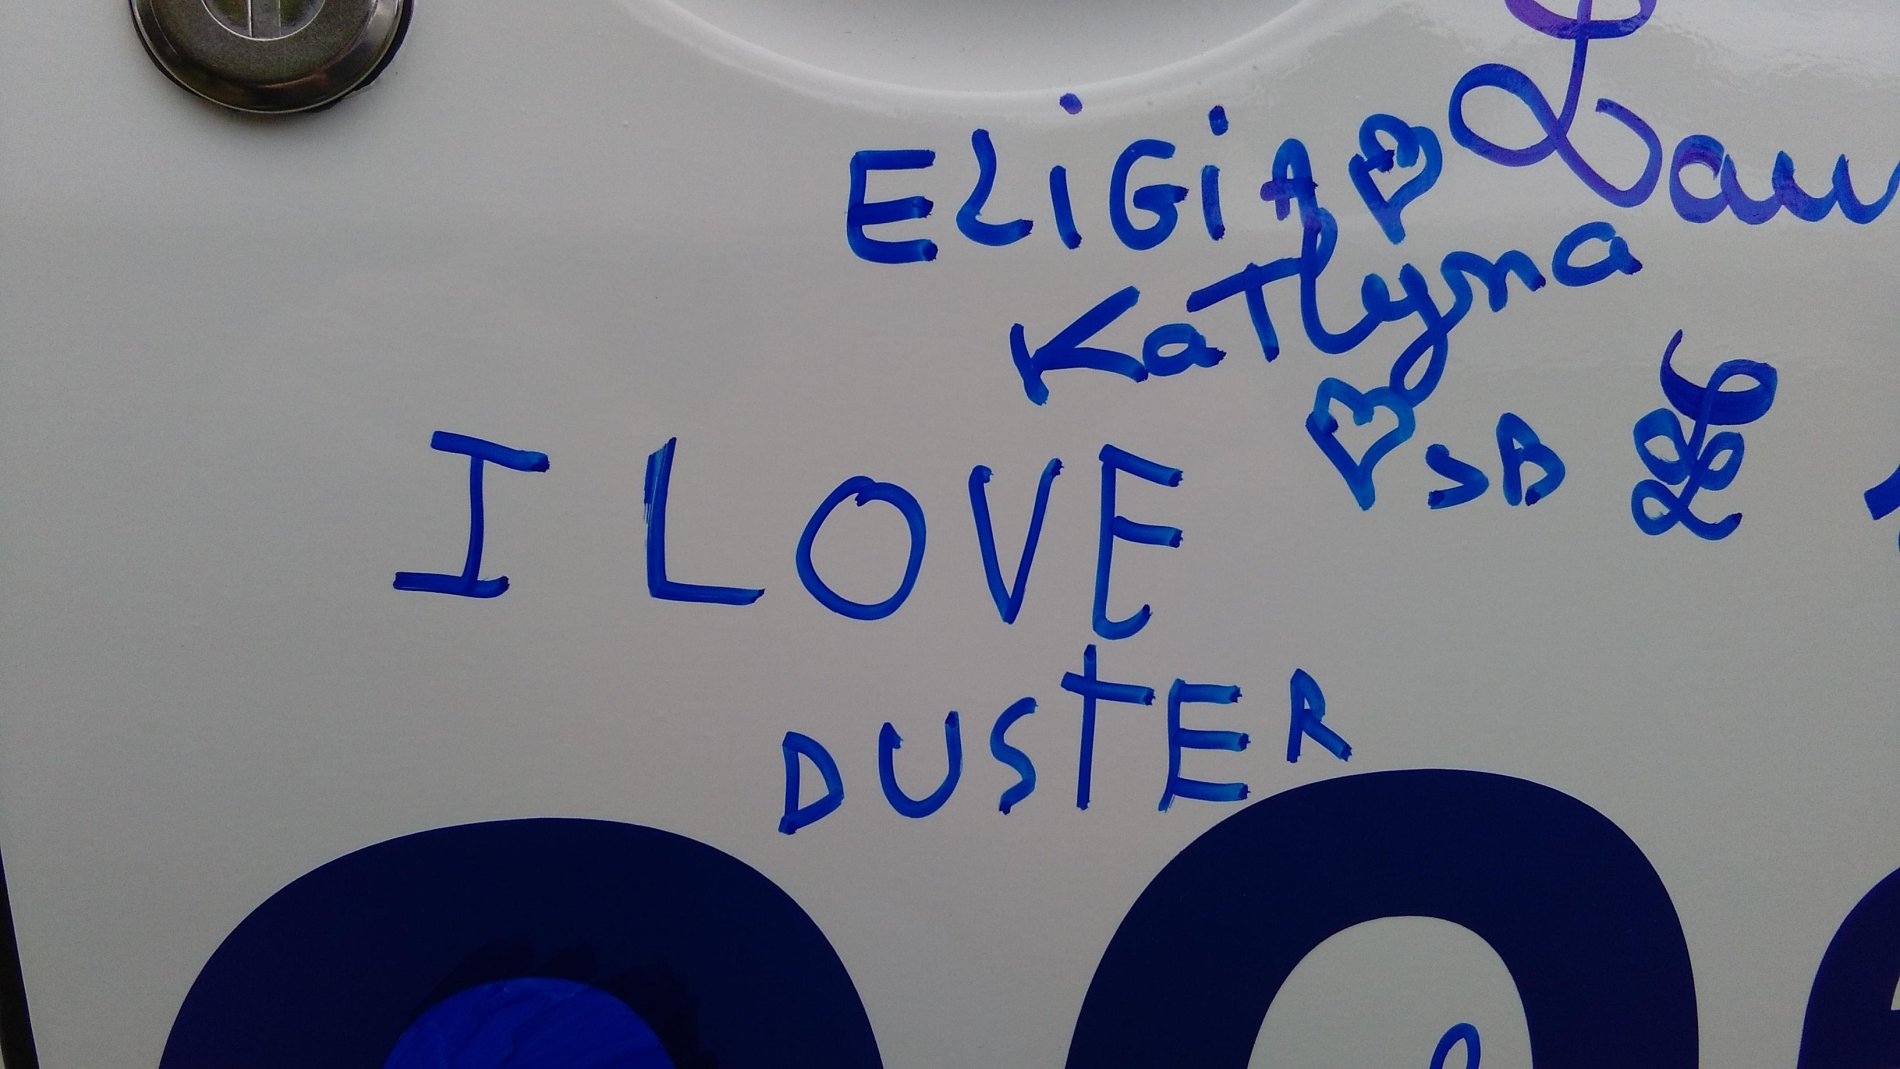 ELiGiA
KaTlyna
SB
I LOVE
DUSTER